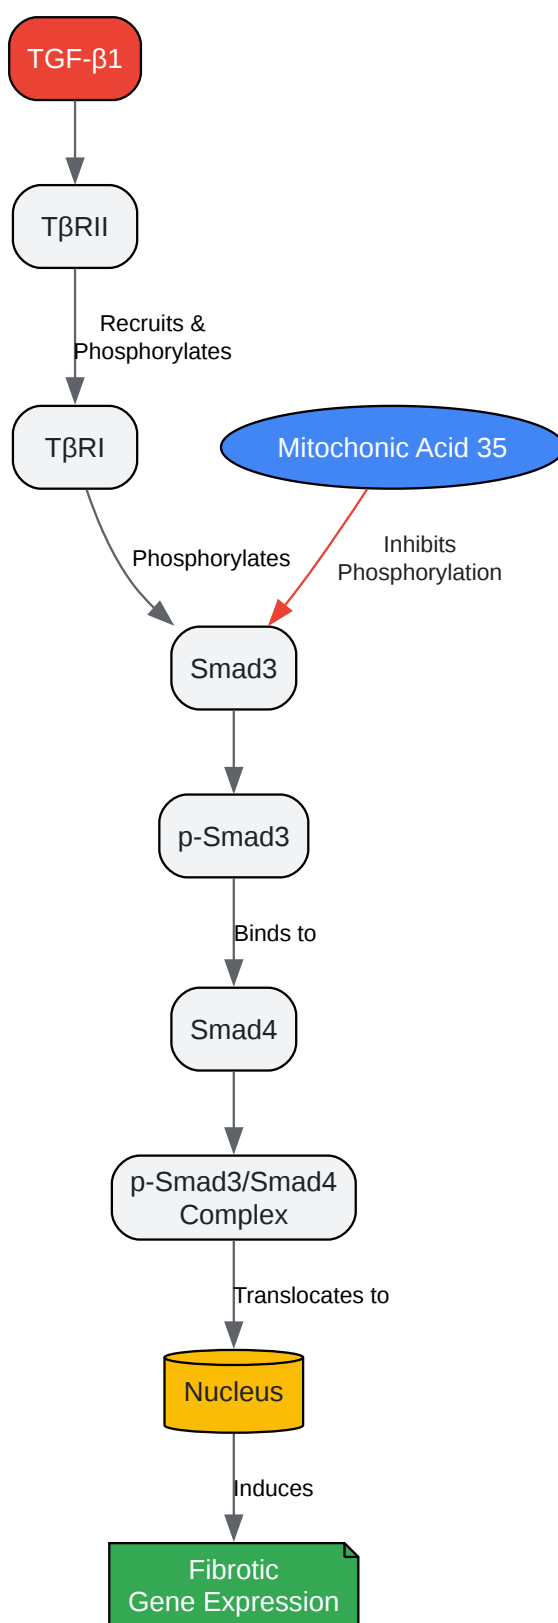 TGF-β1
TβRII
Recruits &
Phosphorylates
TβRI
Mitochonic Acid 35
Phosphorylates
Inhibits
Phosphorylation
Smad3
p-Smad3
Binds to
Smad4
p-Smad3/Smad4
Complex
Translocates to
Nucleus
Induces
Fibrotic
Gene Expression